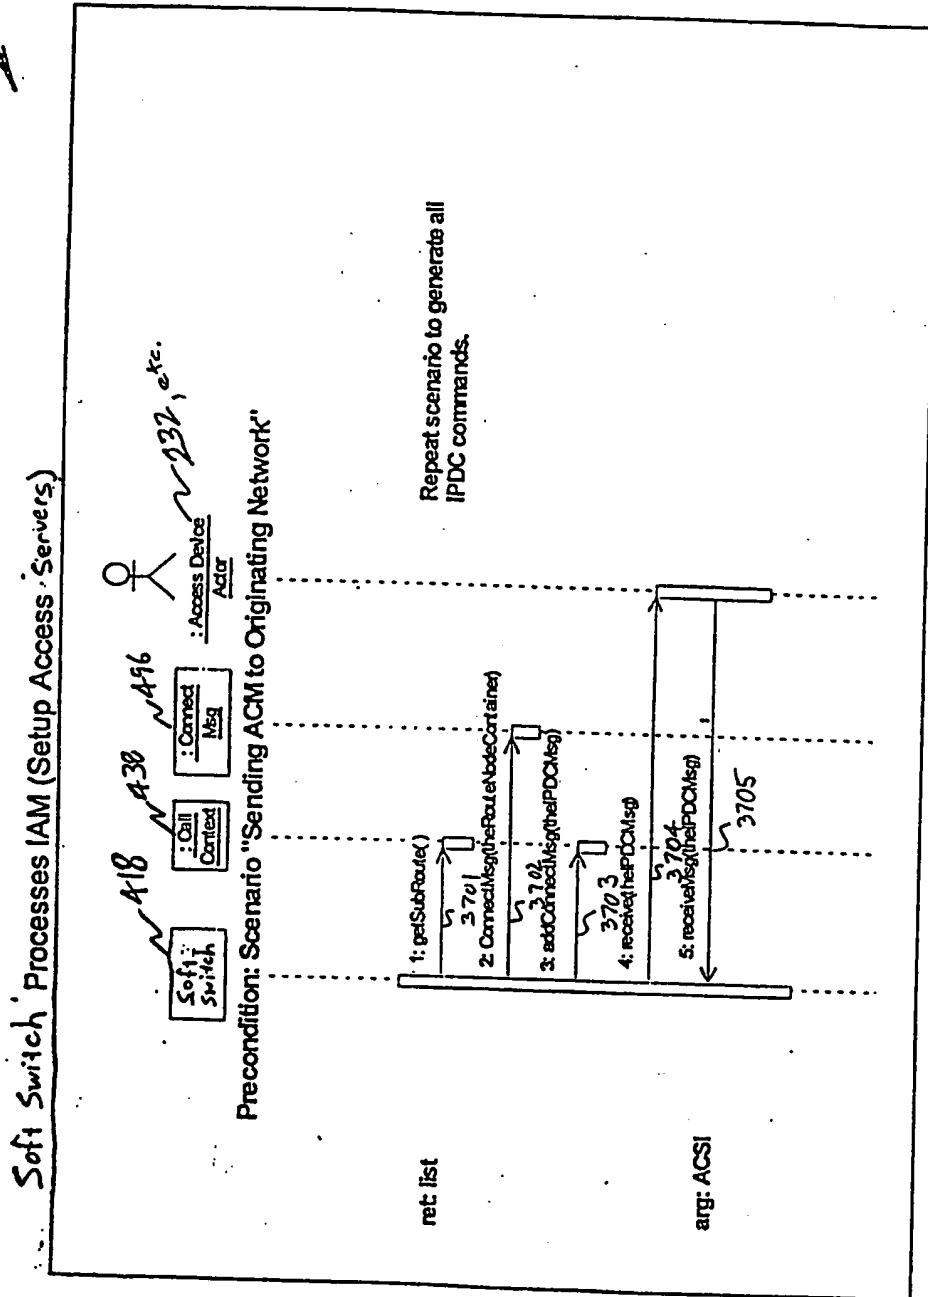 Soft Switch Processes IAM (Setup Access Servers)
418
430
496
232, etc.
Soft
Switch
: Call
Context
: Connect
Msg
: Access Device
Actor
Precondition: Scenario "Sending ACM to Originating Network"
ret: list
1: getSubRoute( )
3701
2: ConnectMsg(theRouteNodeContainer)
3702
3: addConnectMsg(theIPDCMsg)
3703
4: receive(theIPDCMsg)
3704
5: receiveMsg(theIPDCMsg)
3705
arg: ACSI
Repeat scenario to generate all
IPDC commands.